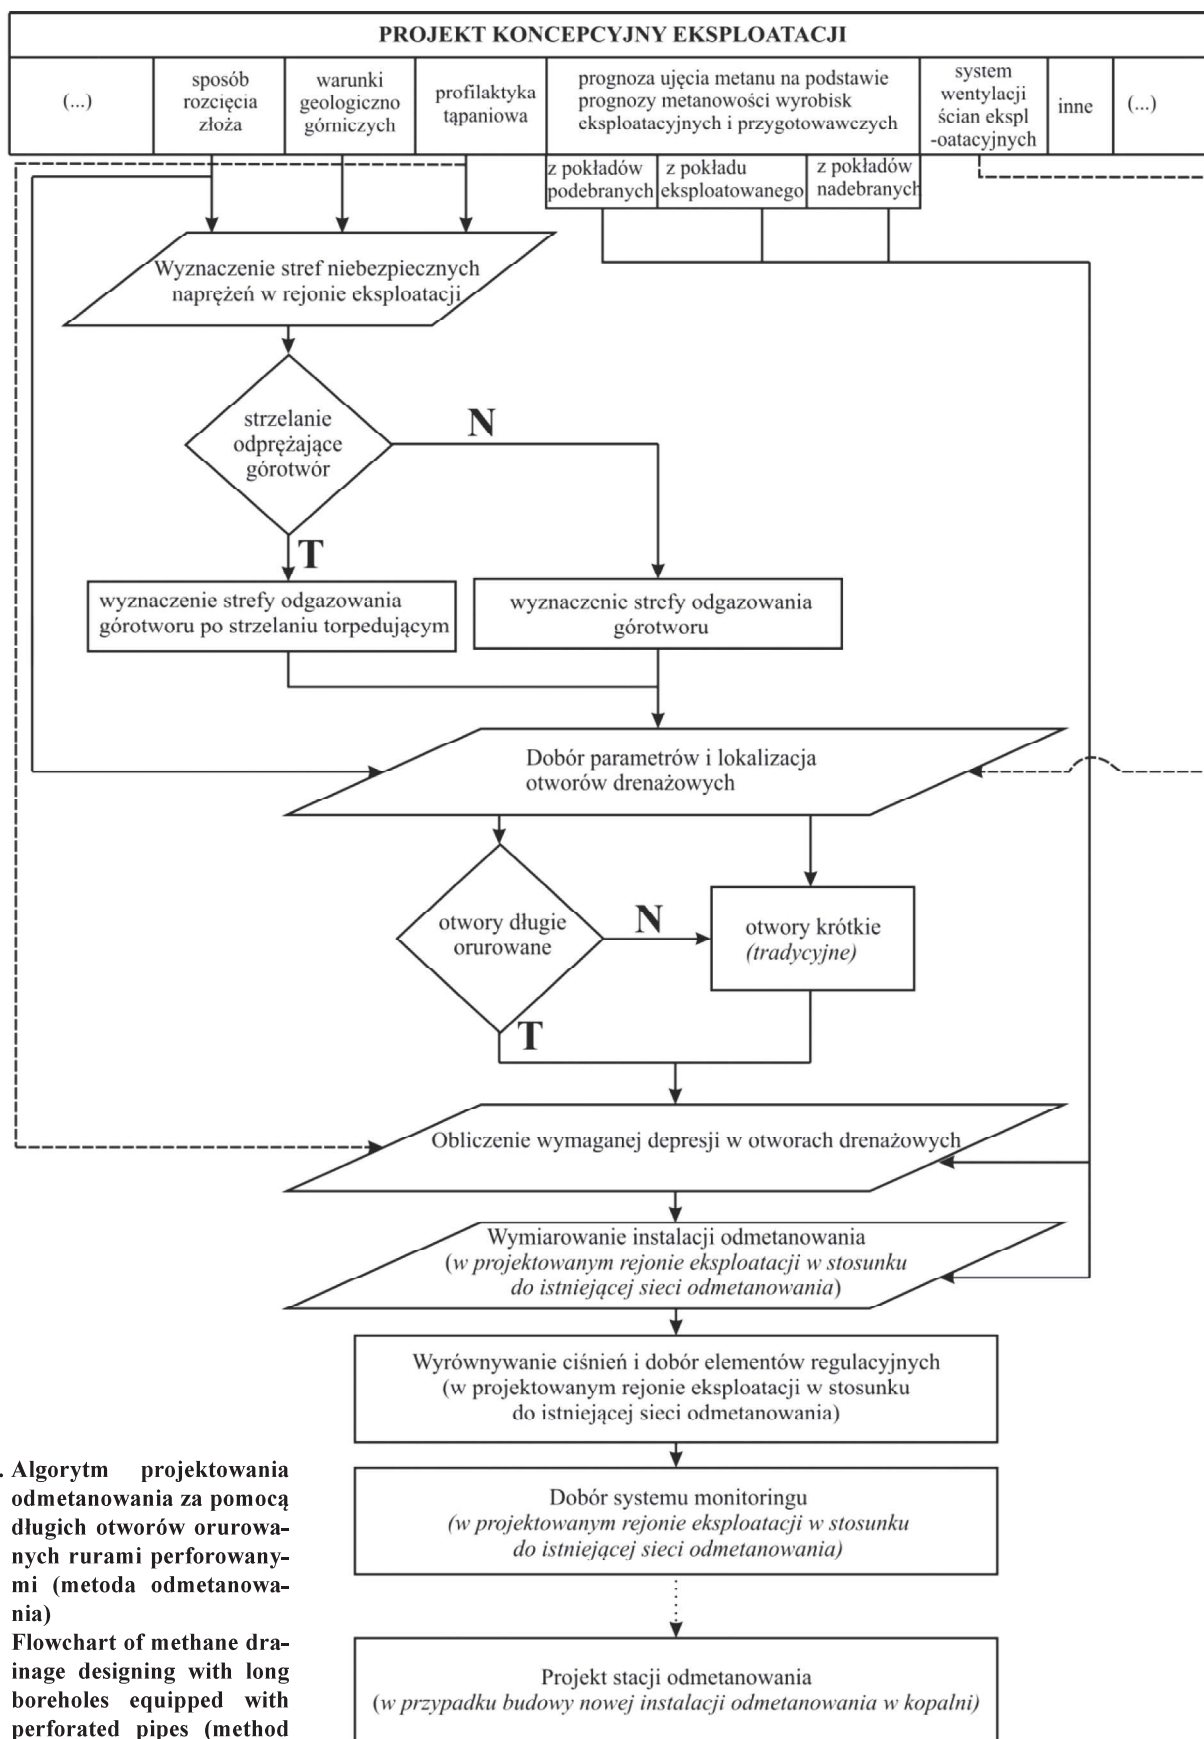 PROJEKT KONCEPCYJNY EKSPLOATACJI
(...)
sposób
rozcięcia
złoża
warunki
geologiczno
górniczych
profilaktyka
tąpaniowa
prognoza ujęcia metanu na podstawie
prognozy metanowości wyrobisk
eksploatacyjnych i przygotowawczych
system
wentylacji
ścian ekspl
-oatacyjnych
inne
(...)
z pokładów
podebranych
z pokładu
eksploatowanego
z pokładów
nadebranych
Wyznaczenie stref niebezpiecznych
naprężeń w rejonie eksploatacji
strzelanie
odprężające
górotwór
N
T
wyznaczenie strefy odgazowania
górotworu po strzelaniu torpedującym
wyznaczenie strefy odgazowania
górotworu
Dobór parametrów i lokalizacja
otworów drenażowych
otwory długie
orurowane
N
otwory krótkie
(tradycyjne)
T
Obliczenie wymaganej depresji w otworach drenażowych
Wymiarowanie instalacji odmetanowania
(w projektowanym rejonie eksploatacji w stosunku
do istniejącej sieci odmetanowania)
Wyrównywanie ciśnień i dobór elementów regulacyjnych
(w projektowanym rejonie eksploatacji w stosunku
do istniejącej sieci odmetanowania)
Dobór systemu monitoringu
(w projektowanym rejonie eksploatacji w stosunku
do istniejącej sieci odmetanowania)
Projekt stacji odmetanowania
(w przypadku budowy nowej instalacji odmetanowania w kopalni)
. Algorytm projektowania
odmetanowania za pomocą
długich otworów orurowa-
nych rurami perforowany-
mi (metoda odmetanowa-
nia)
Flowchart of methane dra-
inage designing with long
boreholes equipped with
perforated pipes (method